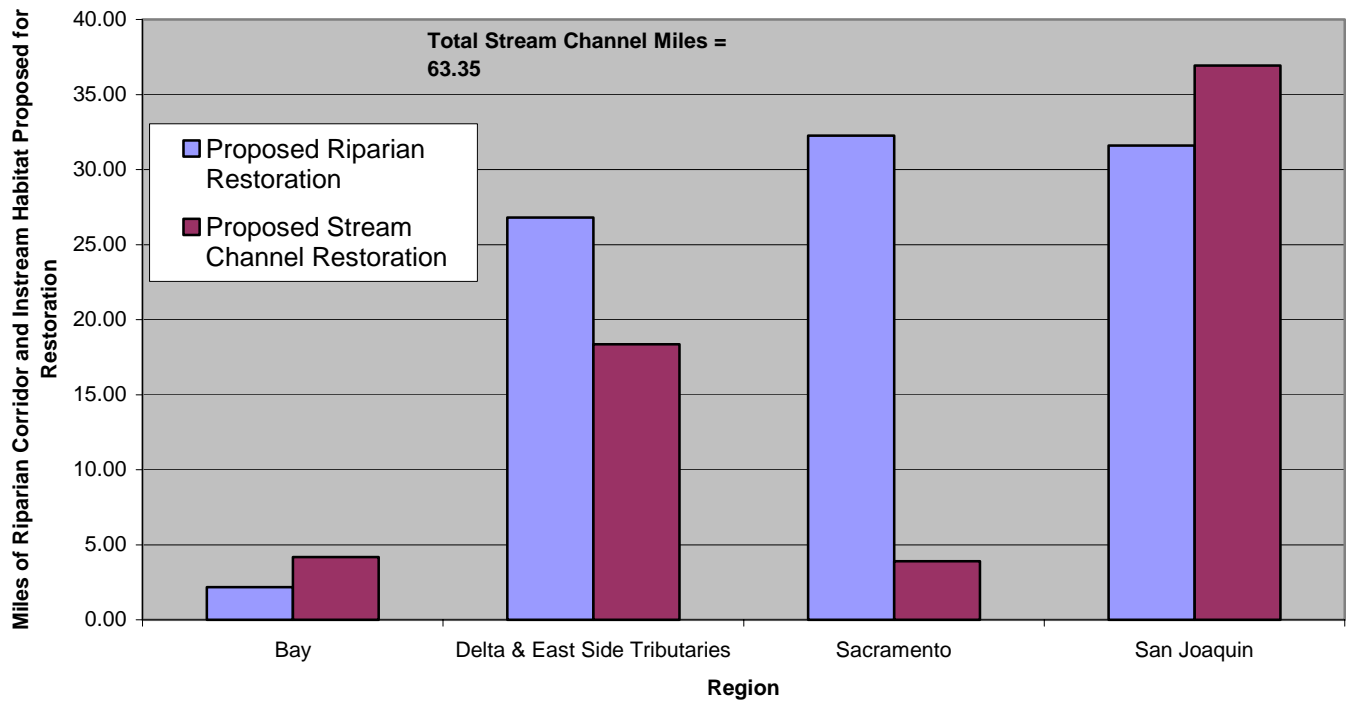 Miles of Riparian Corridor and Instream Habitat Proposed for
Restoration
40.00
35.00
30.00
25.00
20.00
15.00
10.00
5.00
0.00
Total Stream Channel Miles =
63.35
Proposed Riparian
Restoration
Proposed Stream
Channel Restoration
Bay
Delta & East Side Tributaries
Sacramento
San Joaquin
Region